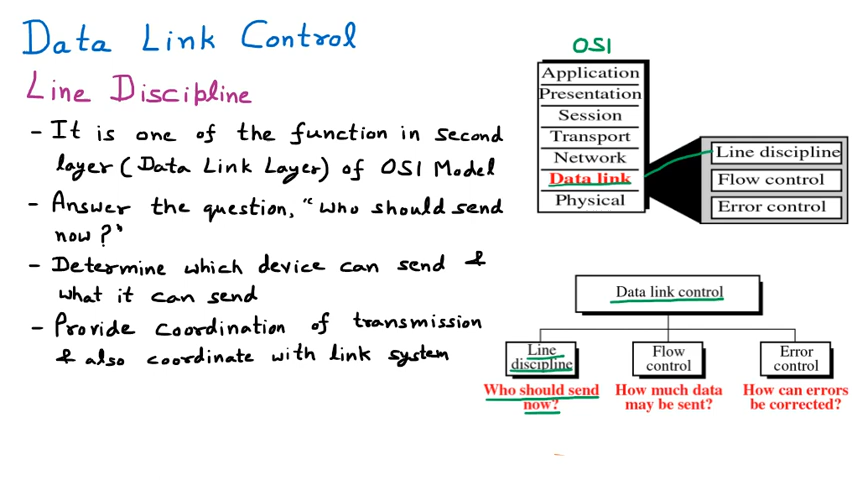 Data Link Control
Line Discipline
- It is one of the function in second
layer (Data Link Layer) of OSI Model
- Answer the question, "who should send
now?"
- Determine which device can send &
what it can send
- Provide coordination of transmission
& also coordinate with link system
OSI
Application
Presentation
Session
Transport
Network
Data link
Physical
Line discipline
Flow control
Error control
Data link control
Line
discipline
Who should send
now?
Flow
control
How much data
may be sent?
Error
control
How can errors
be corrected?